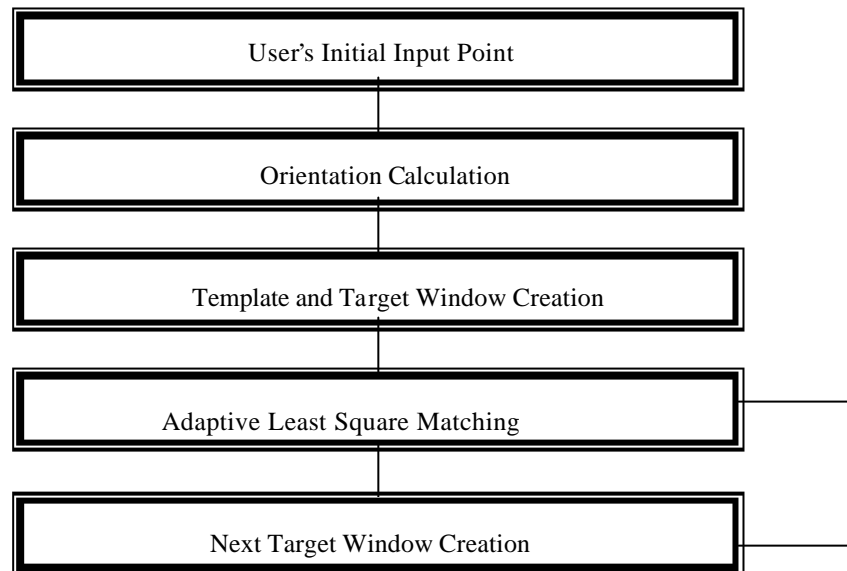 User's Initial Input Point
Orientation Calculation
Template and Target Window Creation
Adaptive Least Square Matching
Next Target Window Creation